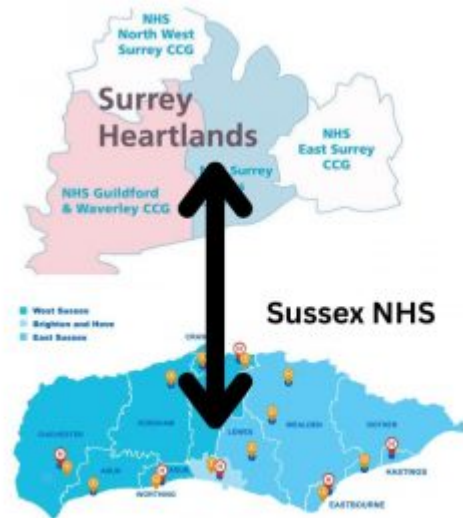 NHS
North West
Surrey CCG
Surrey
Heartlands
NHS
East Surrey
CCG
Surrey
NHS Guildford
& Waverley CCG
West Sussex
Brighton and Hove
East Sussex
Sussex NHS
HORSHAM
WEALDEN
ROTHER
CHICHESTER
LEWES
HASTINGS
ARUN
WORTHING
EASTBOURNE